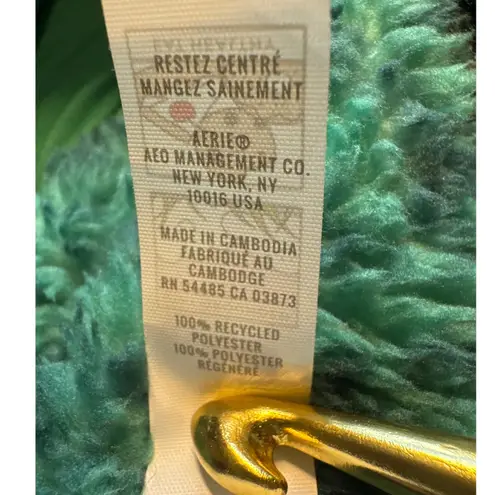 RESTEZ CENTRÉ
MANGEZ SAINEMENT
AERIE®
AEO MANAGEMENT CO.
NEW YORK, NY
10016 USA
MADE IN CAMBODIA
FABRIQUÉ AU
CAMBODGE
RN 54485 CA 03873
100% RECYCLED
POLYESTER
100% POLYESTER
RÉGÉNÉRÉ